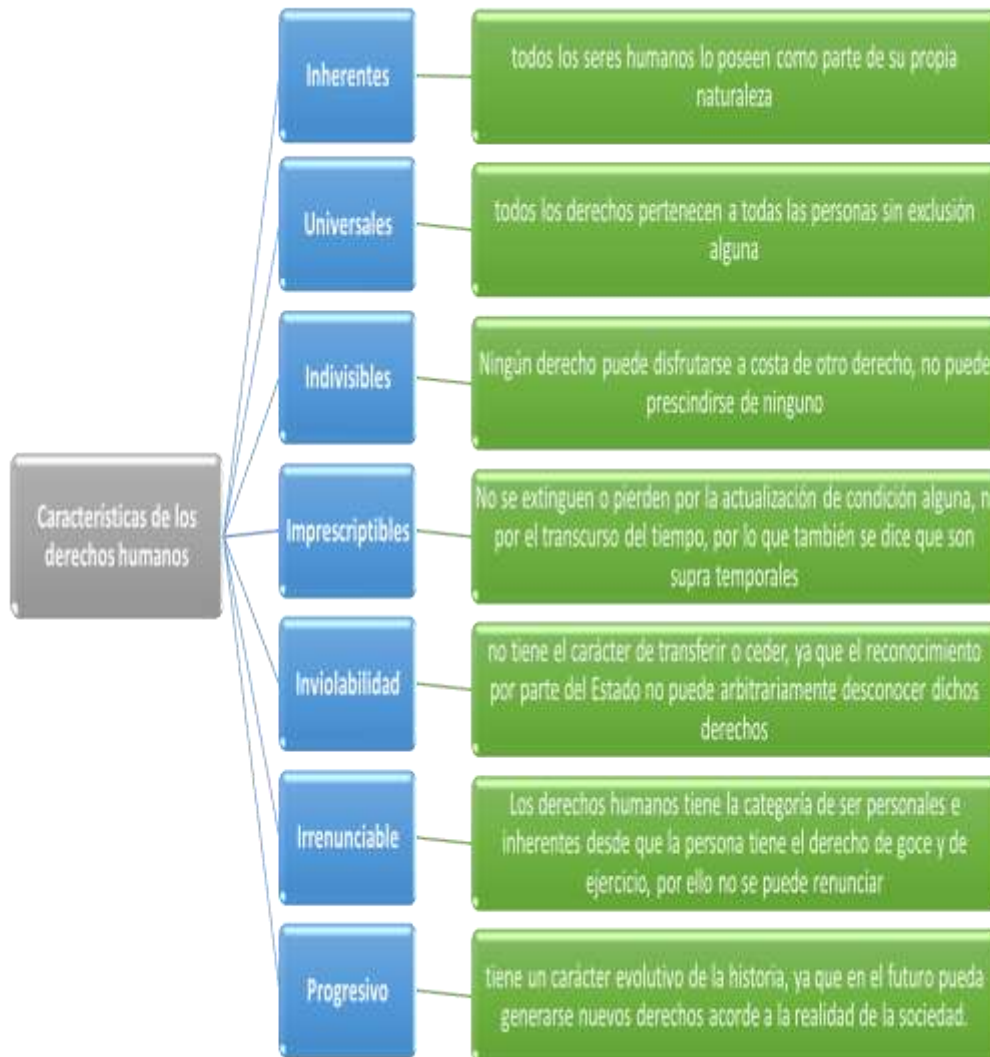 Características de los
derechos humanos
Inherentes
todos los seres humanos lo poseen como parte de su propia
naturaleza
Universales
todos los derechos pertenecen a todas las personas sin exclusión
alguna
Indivisibles
Ningún derecho puede disfrutarse a costa de otro derecho, no puede
prescindirse de ninguno
Imprescriptibles
No se extinguen o pierden por la actualización de condición alguna, n
por el transcurso del tiempo, por lo que tambien se dice que son
supra temporales
Inviolabilidad
no tiene el carácter de transferir o ceder, ya que el reconocimiento
por parte del Estado no puede arbitrariamente desconocer dichos
derechos
Irrenunciable
Los derechos humanos tiene la categoría de ser personales e
inherentes desde que la persona tiene el derecho de goce y de
ejercicio, por ello no se puede renunciar
Progresivo
tiene un carácter evolutivo de la historia, ya que en el futuro pueda
generarse nuevos derechos acorde a la realidad de la sociedad.